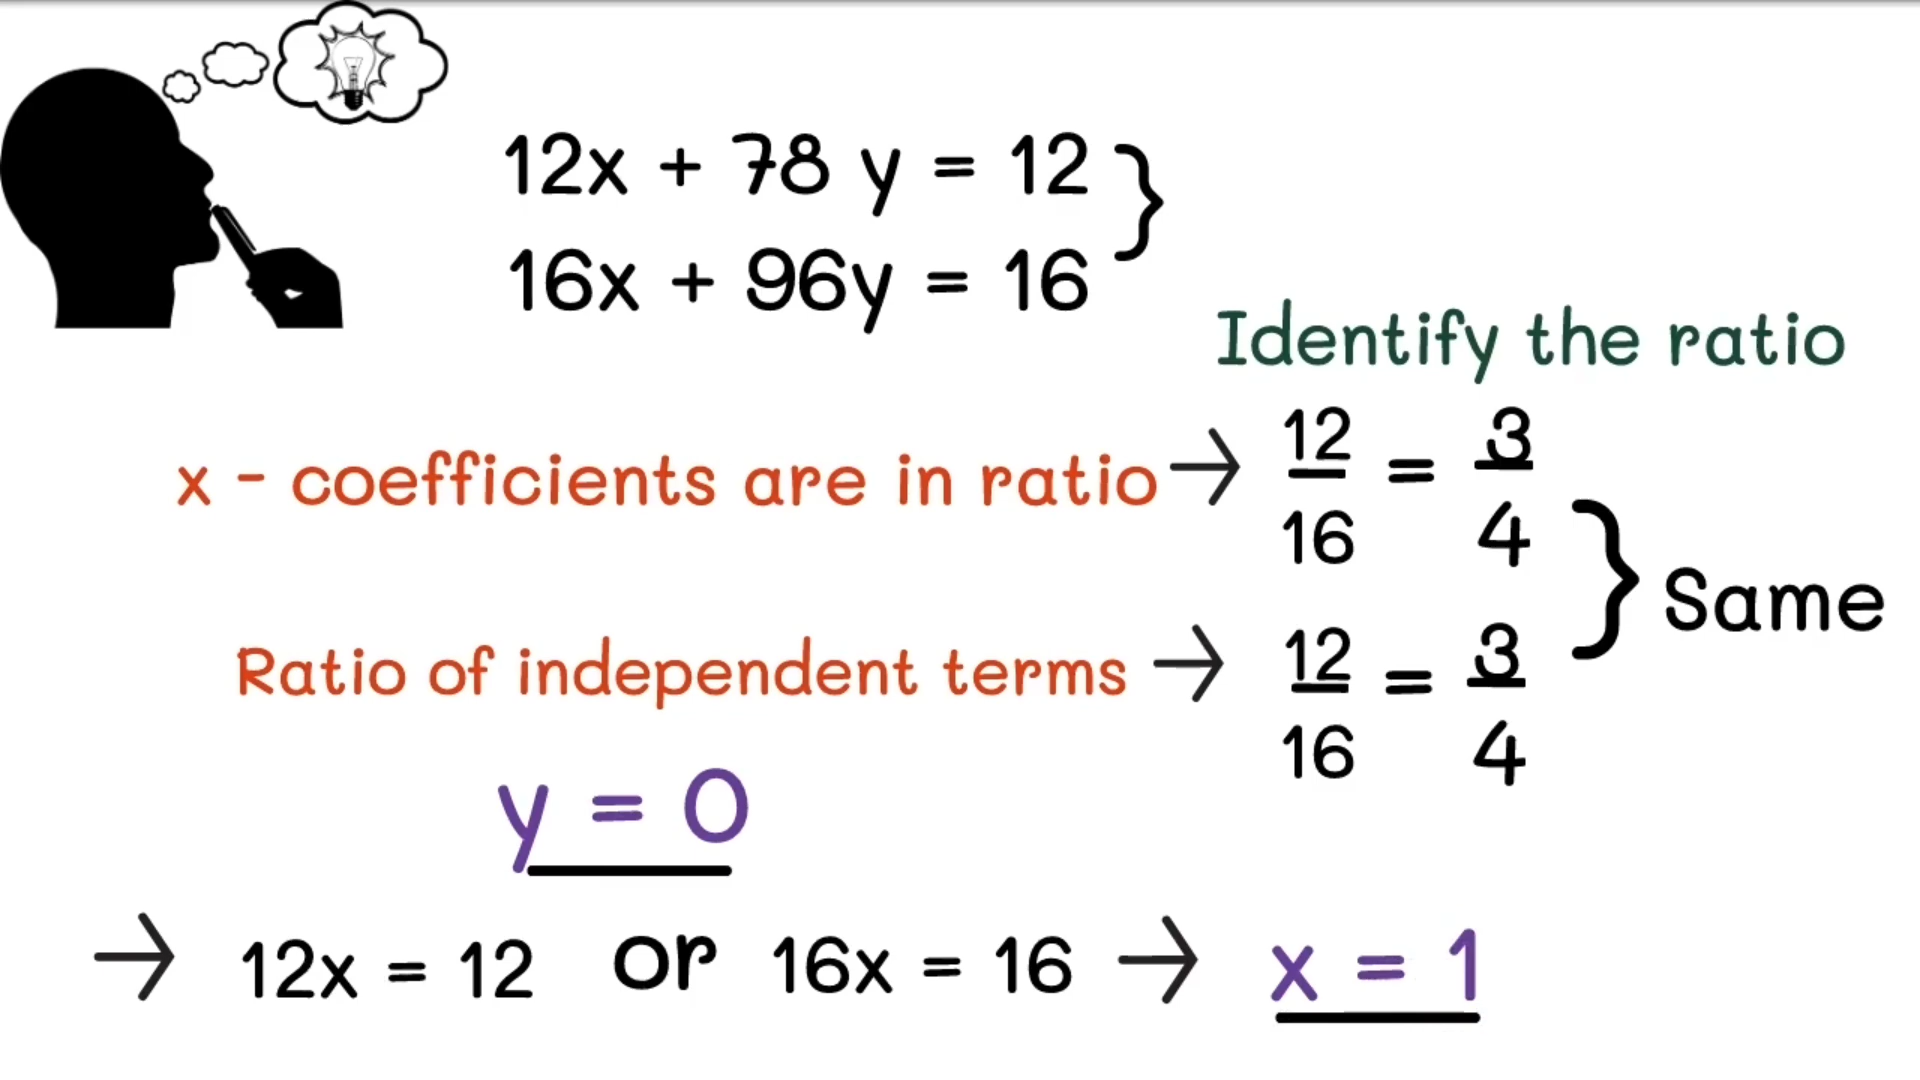 12x + 78 y = 12
16x + 96y = 16
Identify the ratio
x - coefficients are in ratio → 12/16 = 3/4
Same
Ratio of independent terms → 12/16 = 3/4
y = 0
→ 12x = 12 or 16x = 16 → x = 1